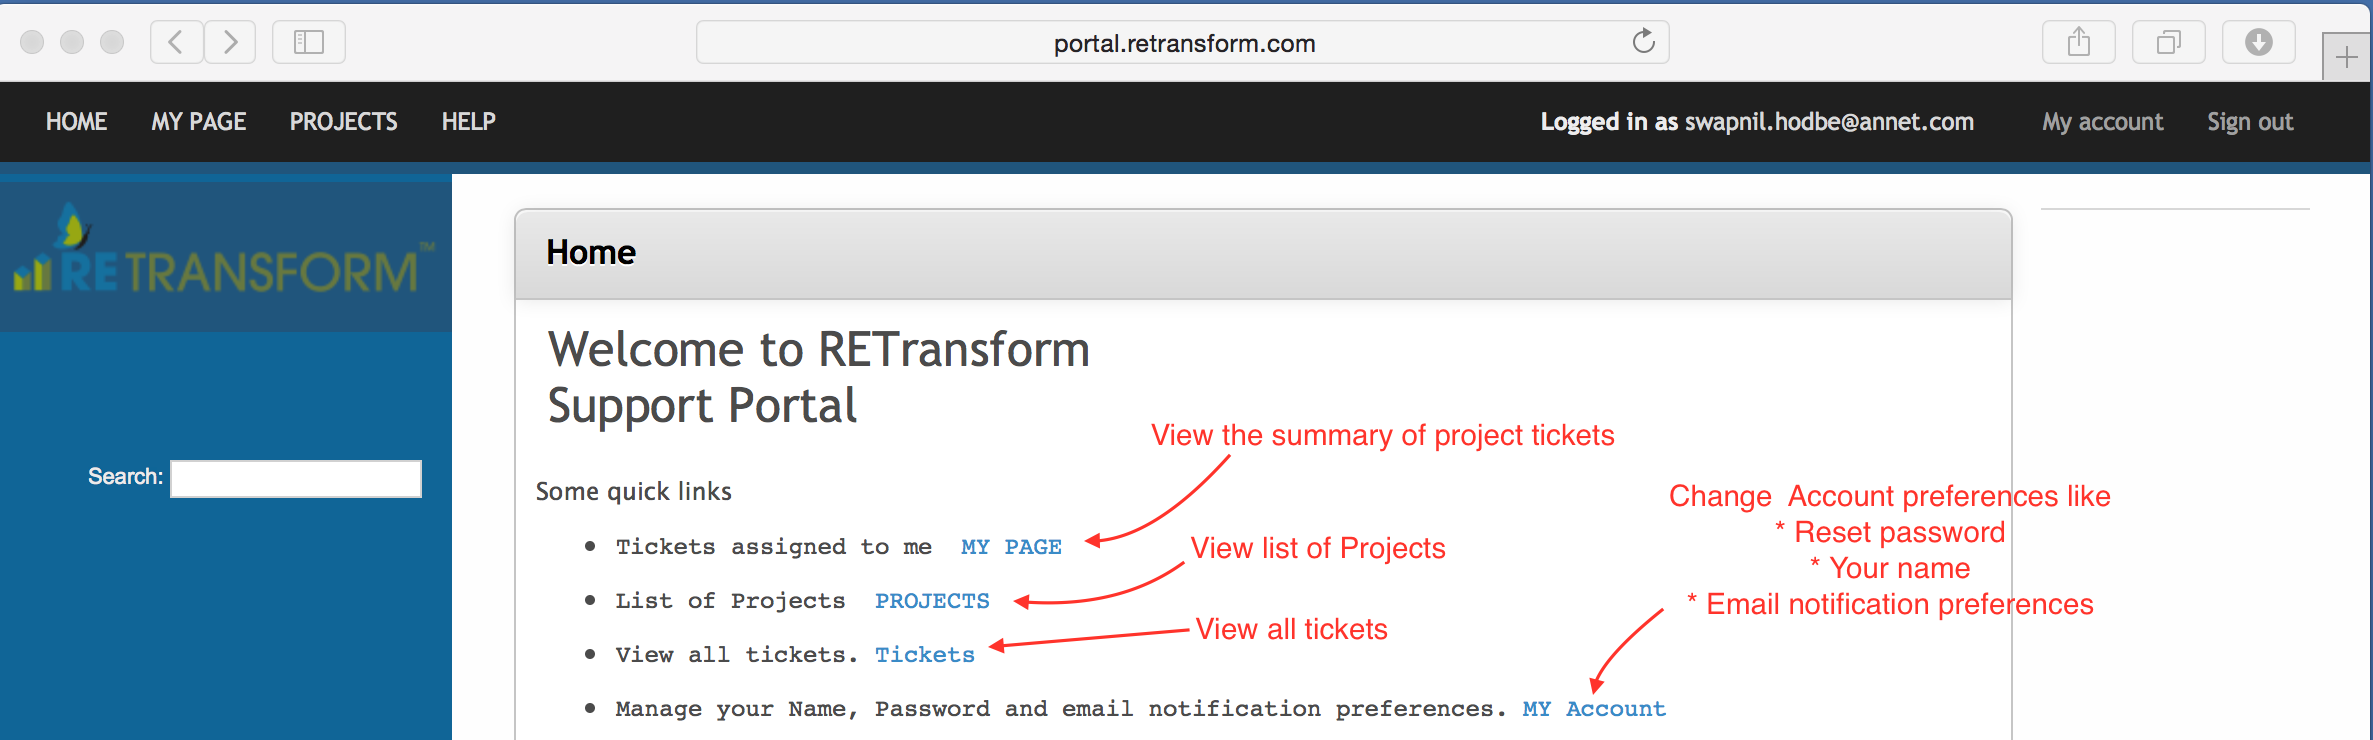 portal.retransform.com
HOME MY PAGE PROJECTS HELP Logged in as swapnil.hodbe@annet.com My account Sign out
RETRANSFORM™
Home
Welcome to RETransform
Support Portal
View the summary of project tickets
Search:
Some quick links
Change Account preferences like
* Reset password
* Your name
* Email notification preferences
• Tickets assigned to me MY PAGE
View list of Projects
• List of Projects PROJECTS
View all tickets
• View all tickets. Tickets
• Manage your Name, Password and email notification preferences. MY Account